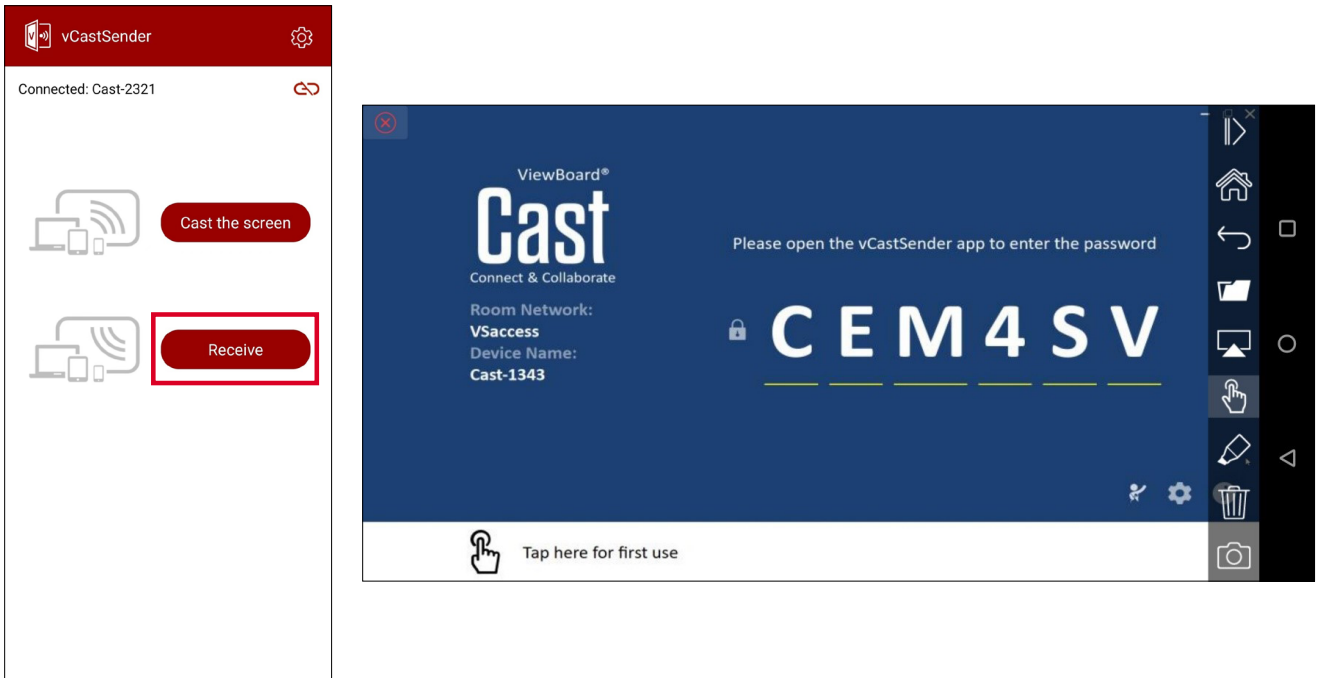 vCastSender
Connected: Cast-2321
Cast the screen
Receive
ViewBoard®
Cast
Connect & Collaborate
Room Network:
VSaccess
Device Name:
Cast-1343
Please open the vCastSender app to enter the password
CEM4SV
Tap here for first use